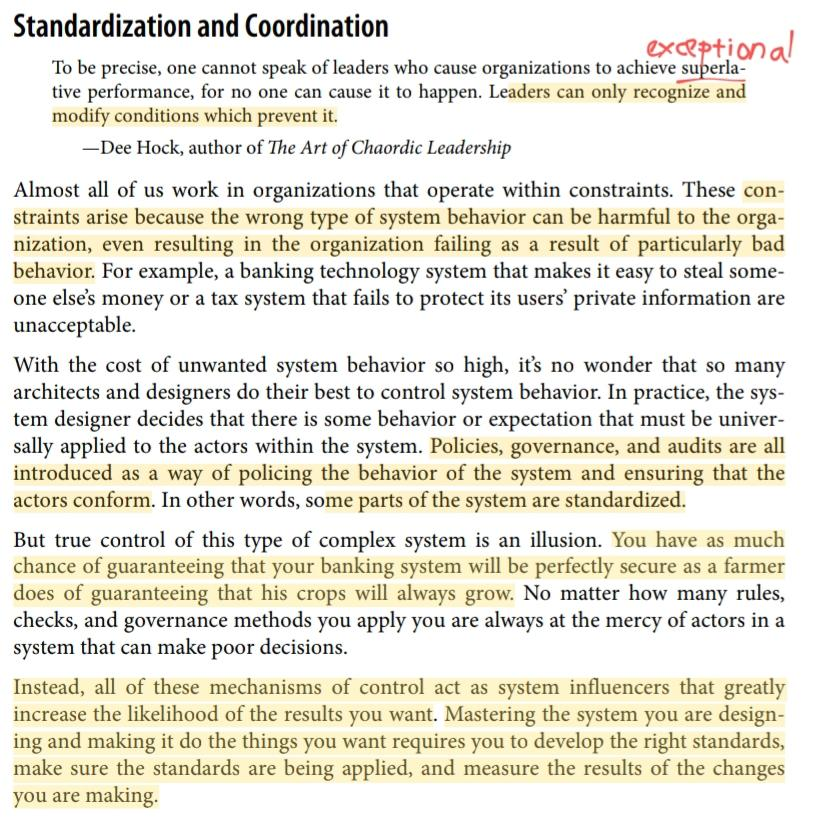 Standardization and Coordination
exceptional
To be precise, one cannot speak of leaders who cause organizations to achieve superla-
tive performance, for no one can cause it to happen. Leaders can only recognize and
modify conditions which prevent it.
—Dee Hock, author of The Art of Chaordic Leadership
Almost all of us work in organizations that operate within constraints. These con-
straints arise because the wrong type of system behavior can be harmful to the orga-
nization, even resulting in the organization failing as a result of particularly bad
behavior. For example, a banking technology system that makes it easy to steal some-
one else’s money or a tax system that fails to protect its users’ private information are
unacceptable.
With the cost of unwanted system behavior so high, it’s no wonder that so many
architects and designers do their best to control system behavior. In practice, the sys-
tem designer decides that there is some behavior or expectation that must be univer-
sally applied to the actors within the system. Policies, governance, and audits are all
introduced as a way of policing the behavior of the system and ensuring that the
actors conform. In other words, some parts of the system are standardized.
But true control of this type of complex system is an illusion. You have as much
chance of guaranteeing that your banking system will be perfectly secure as a farmer
does of guaranteeing that his crops will always grow. No matter how many rules,
checks, and governance methods you apply you are always at the mercy of actors in a
system that can make poor decisions.
Instead, all of these mechanisms of control act as system influencers that greatly
increase the likelihood of the results you want. Mastering the system you are design-
ing and making it do the things you want requires you to develop the right standards,
make sure the standards are being applied, and measure the results of the changes
you are making.